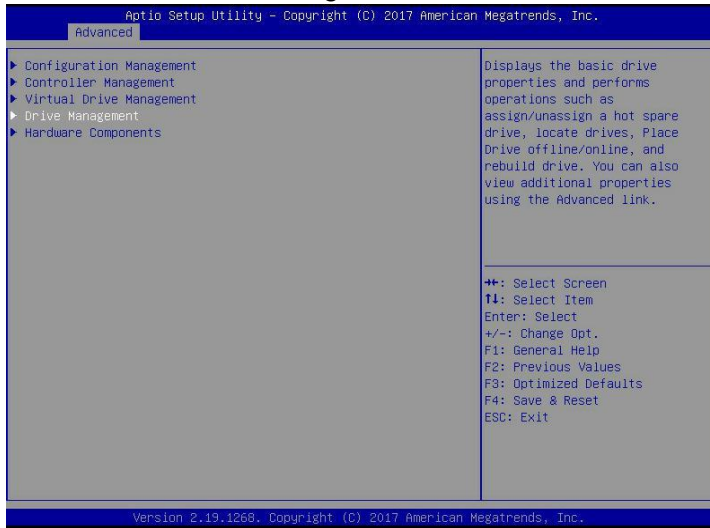 Aptio Setup Utility – Copyright (C) 2017 American Megatrends, Inc.
Advanced
Configuration Management
Controller Management
Virtual Drive Management
Drive Management
Hardware Components
Displays the basic drive
properties and performs
operations such as
assign/unassign a hot spare
drive, locate drives, Place
Drive offline/online, and
rebuild drive. You can also
view additional properties
using the Advanced link.
→←: Select Screen
↑↓: Select Item
Enter: Select
+/-: Change Opt.
F1: General Help
F2: Previous Values
F3: Optimized Defaults
F4: Save & Reset
ESC: Exit
Version 2.19.1268. Copyright (C) 2017 American Megatrends, Inc.